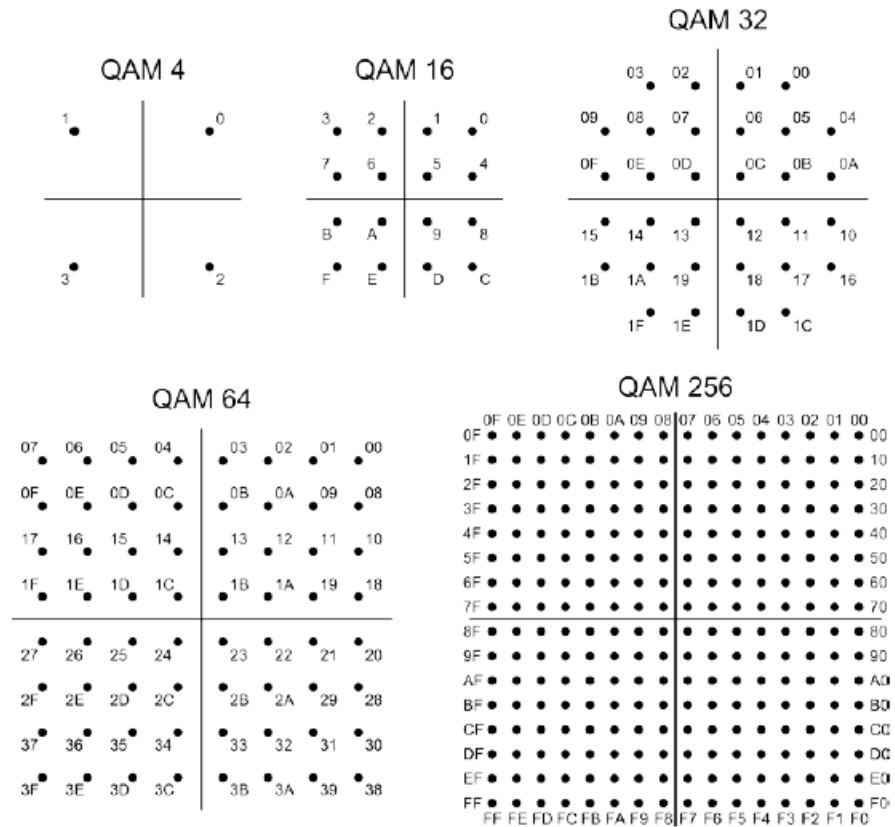 QAM 32
QAM 4
QAM 16
03 02 01 00
1 0
3 2 1 0
09 08 07 06 05 04
7 6 5 4
0F 0E 0D 0C 0B 0A
B A 9 8
15 14 13 12 11 10
3 2
F E D C
1B 1A 19 18 17 16
1F 1E 1D 1C
QAM 64
QAM 256
0F 0E 0D 0C 0B 0A 09 08 07 06 05 04 03 02 01 00
07 06 05 04 03 02 01 00
0F 0E 0D 0C 0B 0A 09 08
17 16 15 14 13 12 11 10
1F 1E 1D 1C 1B 1A 19 18
27 26 25 24 23 22 21 20
2F 2E 2D 2C 2B 2A 29 28
37 36 35 34 33 32 31 30
3F 3E 3D 3C 3B 3A 39 38
0F 00
1F 10
2F 20
3F 30
4F 40
5F 50
6F 60
7F 70
8F 80
9F 90
AF A0
BF B0
CF C0
DF D0
EF E0
FF F0
FF FE FD FC FB FA F9 F8 F7 F6 F5 F4 F3 F2 F1 F0